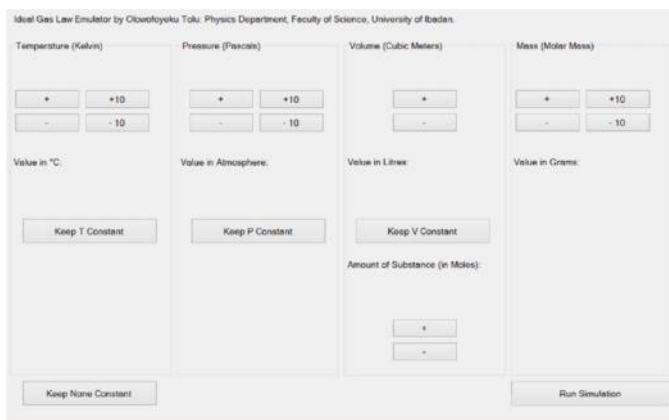 Ideal Gas Law Emulator by Olowofoyeku Tolu: Physics Department, Faculty of Science, University of Ibadan.
Temperature (Kelvin) Pressure (Pascals) Volume (Cubic Meters) Mass (Molar Mass)
+ +10 + +10 + + +10
- - 10 - - 10 - - - 10
Value in °C: Value in Atmosphere: Value in Litres: Value in Grams:
Keep T Constant Keep P Constant Keep V Constant
Amount of Substance (in Moles):
+
-
Keep None Constant Run Simulation